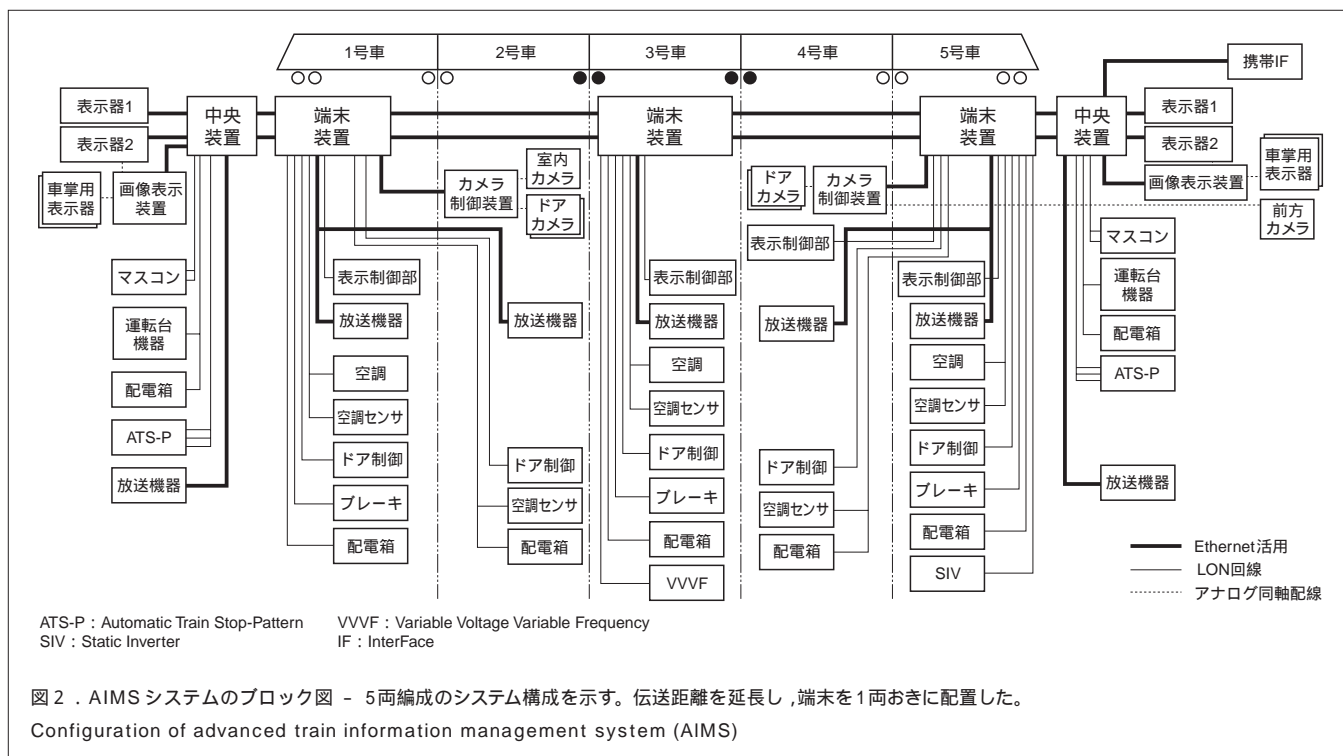 1号車
2号車
3号車
4号車
5号車
携帯IF
表示器1
表示器2
中央
装置
端末
装置
端末
装置
端末
装置
中央
装置
表示器1
表示器2
車掌用
表示器
画像表示
装置
カメラ
制御装置
室内
カメラ
ドア
カメラ
ドア
カメラ
カメラ
制御装置
画像表示装置
車掌用
表示器
前方
カメラ
マスコン
運転台
機器
配電箱
ATS-P
放送機器
表示制御部
放送機器
空調
空調センサ
ドア制御
ブレーキ
配電箱
放送機器
ドア制御
空調センサ
配電箱
表示制御部
放送機器
空調
空調センサ
ドア制御
ブレーキ
配電箱
VVVF
表示制御部
放送機器
ドア制御
空調センサ
配電箱
表示制御部
放送機器
空調
空調センサ
ドア制御
ブレーキ
配電箱
SIV
マスコン
運転台
機器
配電箱
ATS-P
放送機器
Ethernet活用
LON回線
アナログ同軸配線
ATS-P：Automatic Train Stop-Pattern VVVF：Variable Voltage Variable Frequency
SIV：Static Inverter IF：InterFace
図2．AIMSシステムのブロック図 － 5両編成のシステム構成を示す。伝送距離を延長し，端末を1両おきに配置した。
Configuration of advanced train information management system (AIMS)